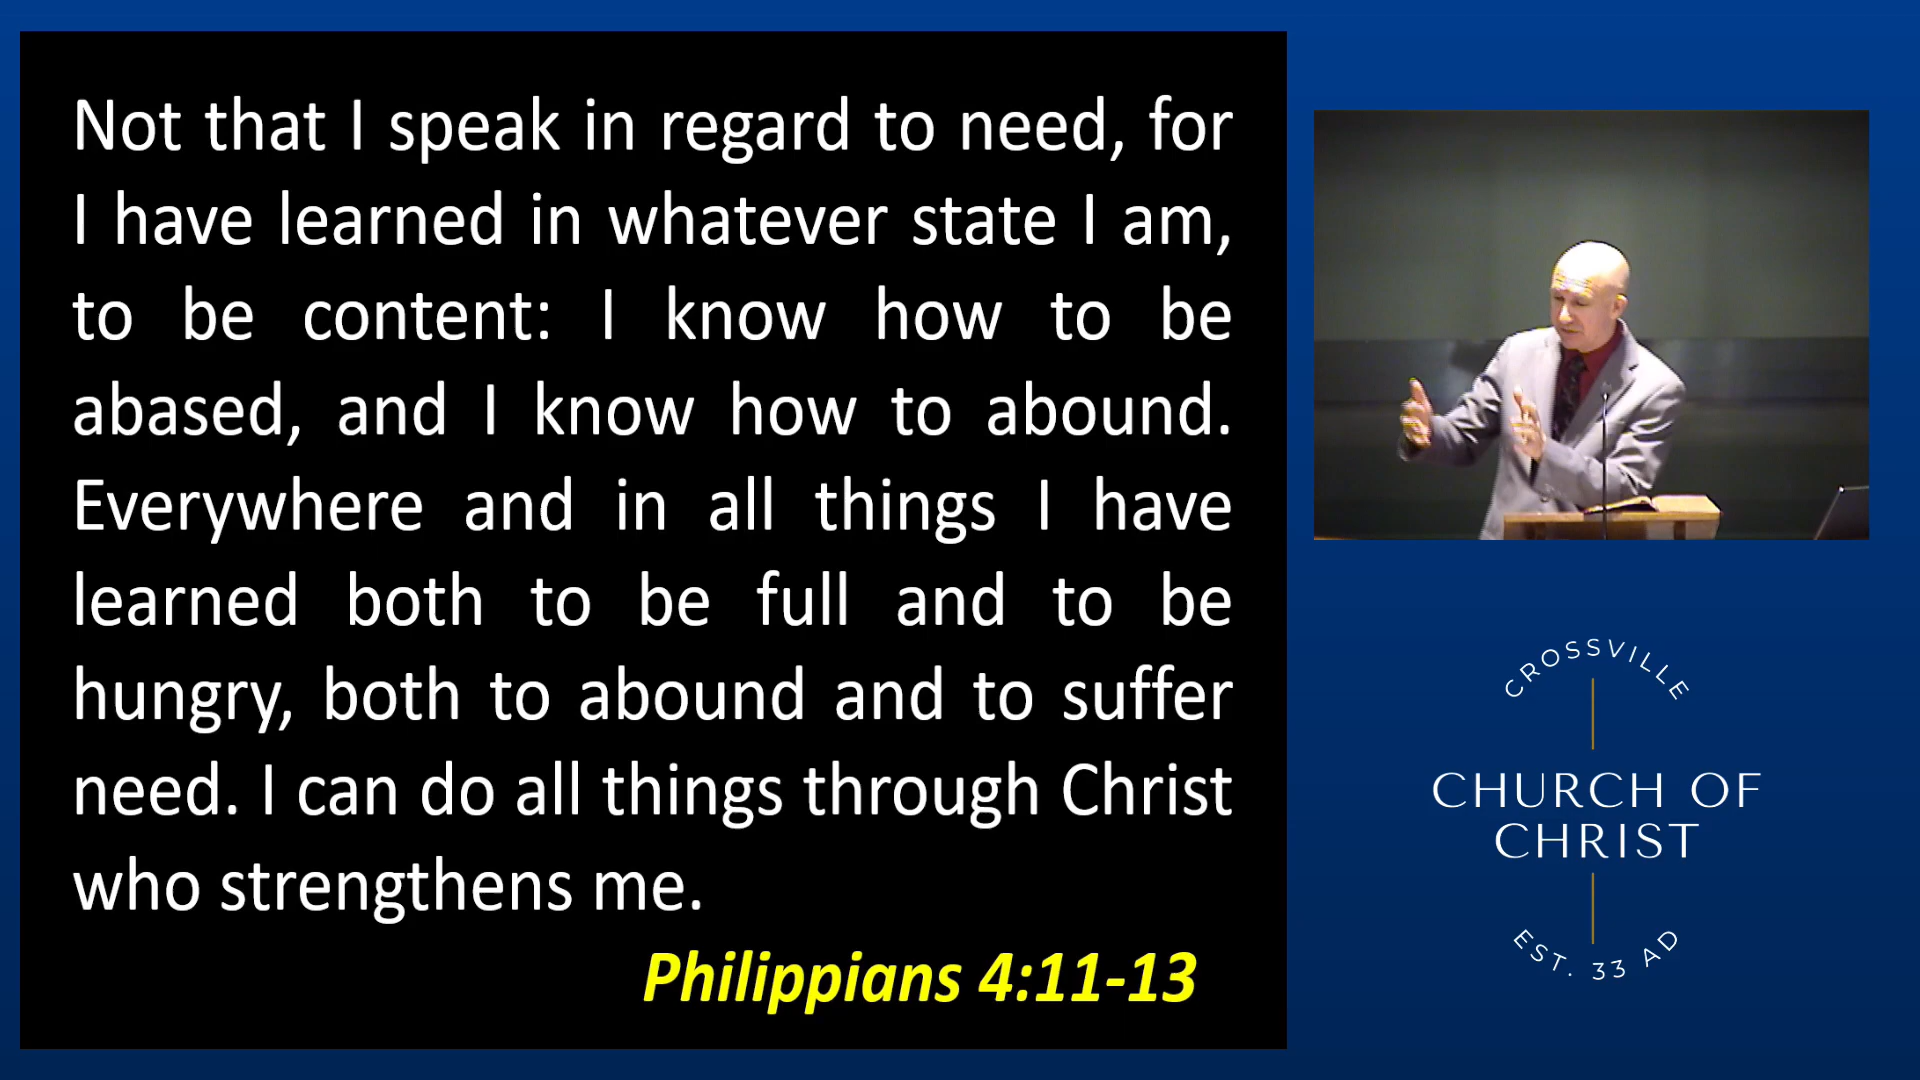 Not that I speak in regard to need, for
I have learned in whatever state I am,
to be content: I know how to be
abased, and I know how to abound.
Everywhere and in all things I have
learned both to be full and to be
hungry, both to abound and to suffer
need. I can do all things through Christ
who strengthens me.
Philippians 4:11-13
CROSSVILLE
CHURCH OF
CHRIST
EST. 33 AD